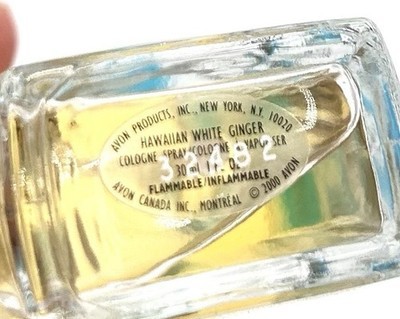 AVON PRODUCTS, INC., NEW YORK, N.Y. 10020
HAWAIIAN WHITE GINGER
COLOGNE SPRAY/COLOGNE VAPORISER
33482
30 ml 1 FL. OZ.
FLAMMABLE/INFLAMMABLE
AVON CANADA INC., MONTRÉAL © 2000 AVON